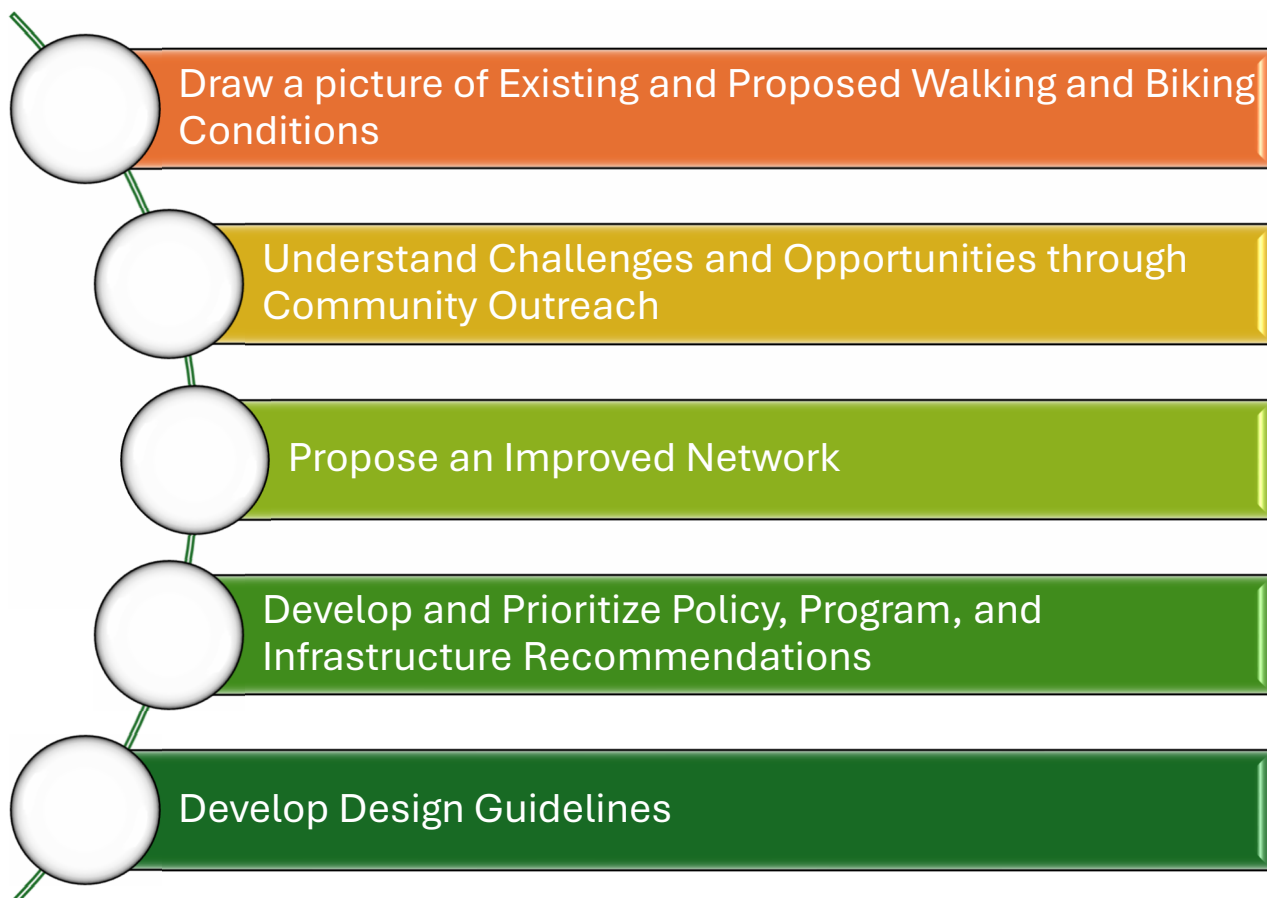 Draw a picture of Existing and Proposed Walking and Biking
Conditions
Understand Challenges and Opportunities through
Community Outreach
Propose an Improved Network
Develop and Prioritize Policy, Program, and
Infrastructure Recommendations
Develop Design Guidelines